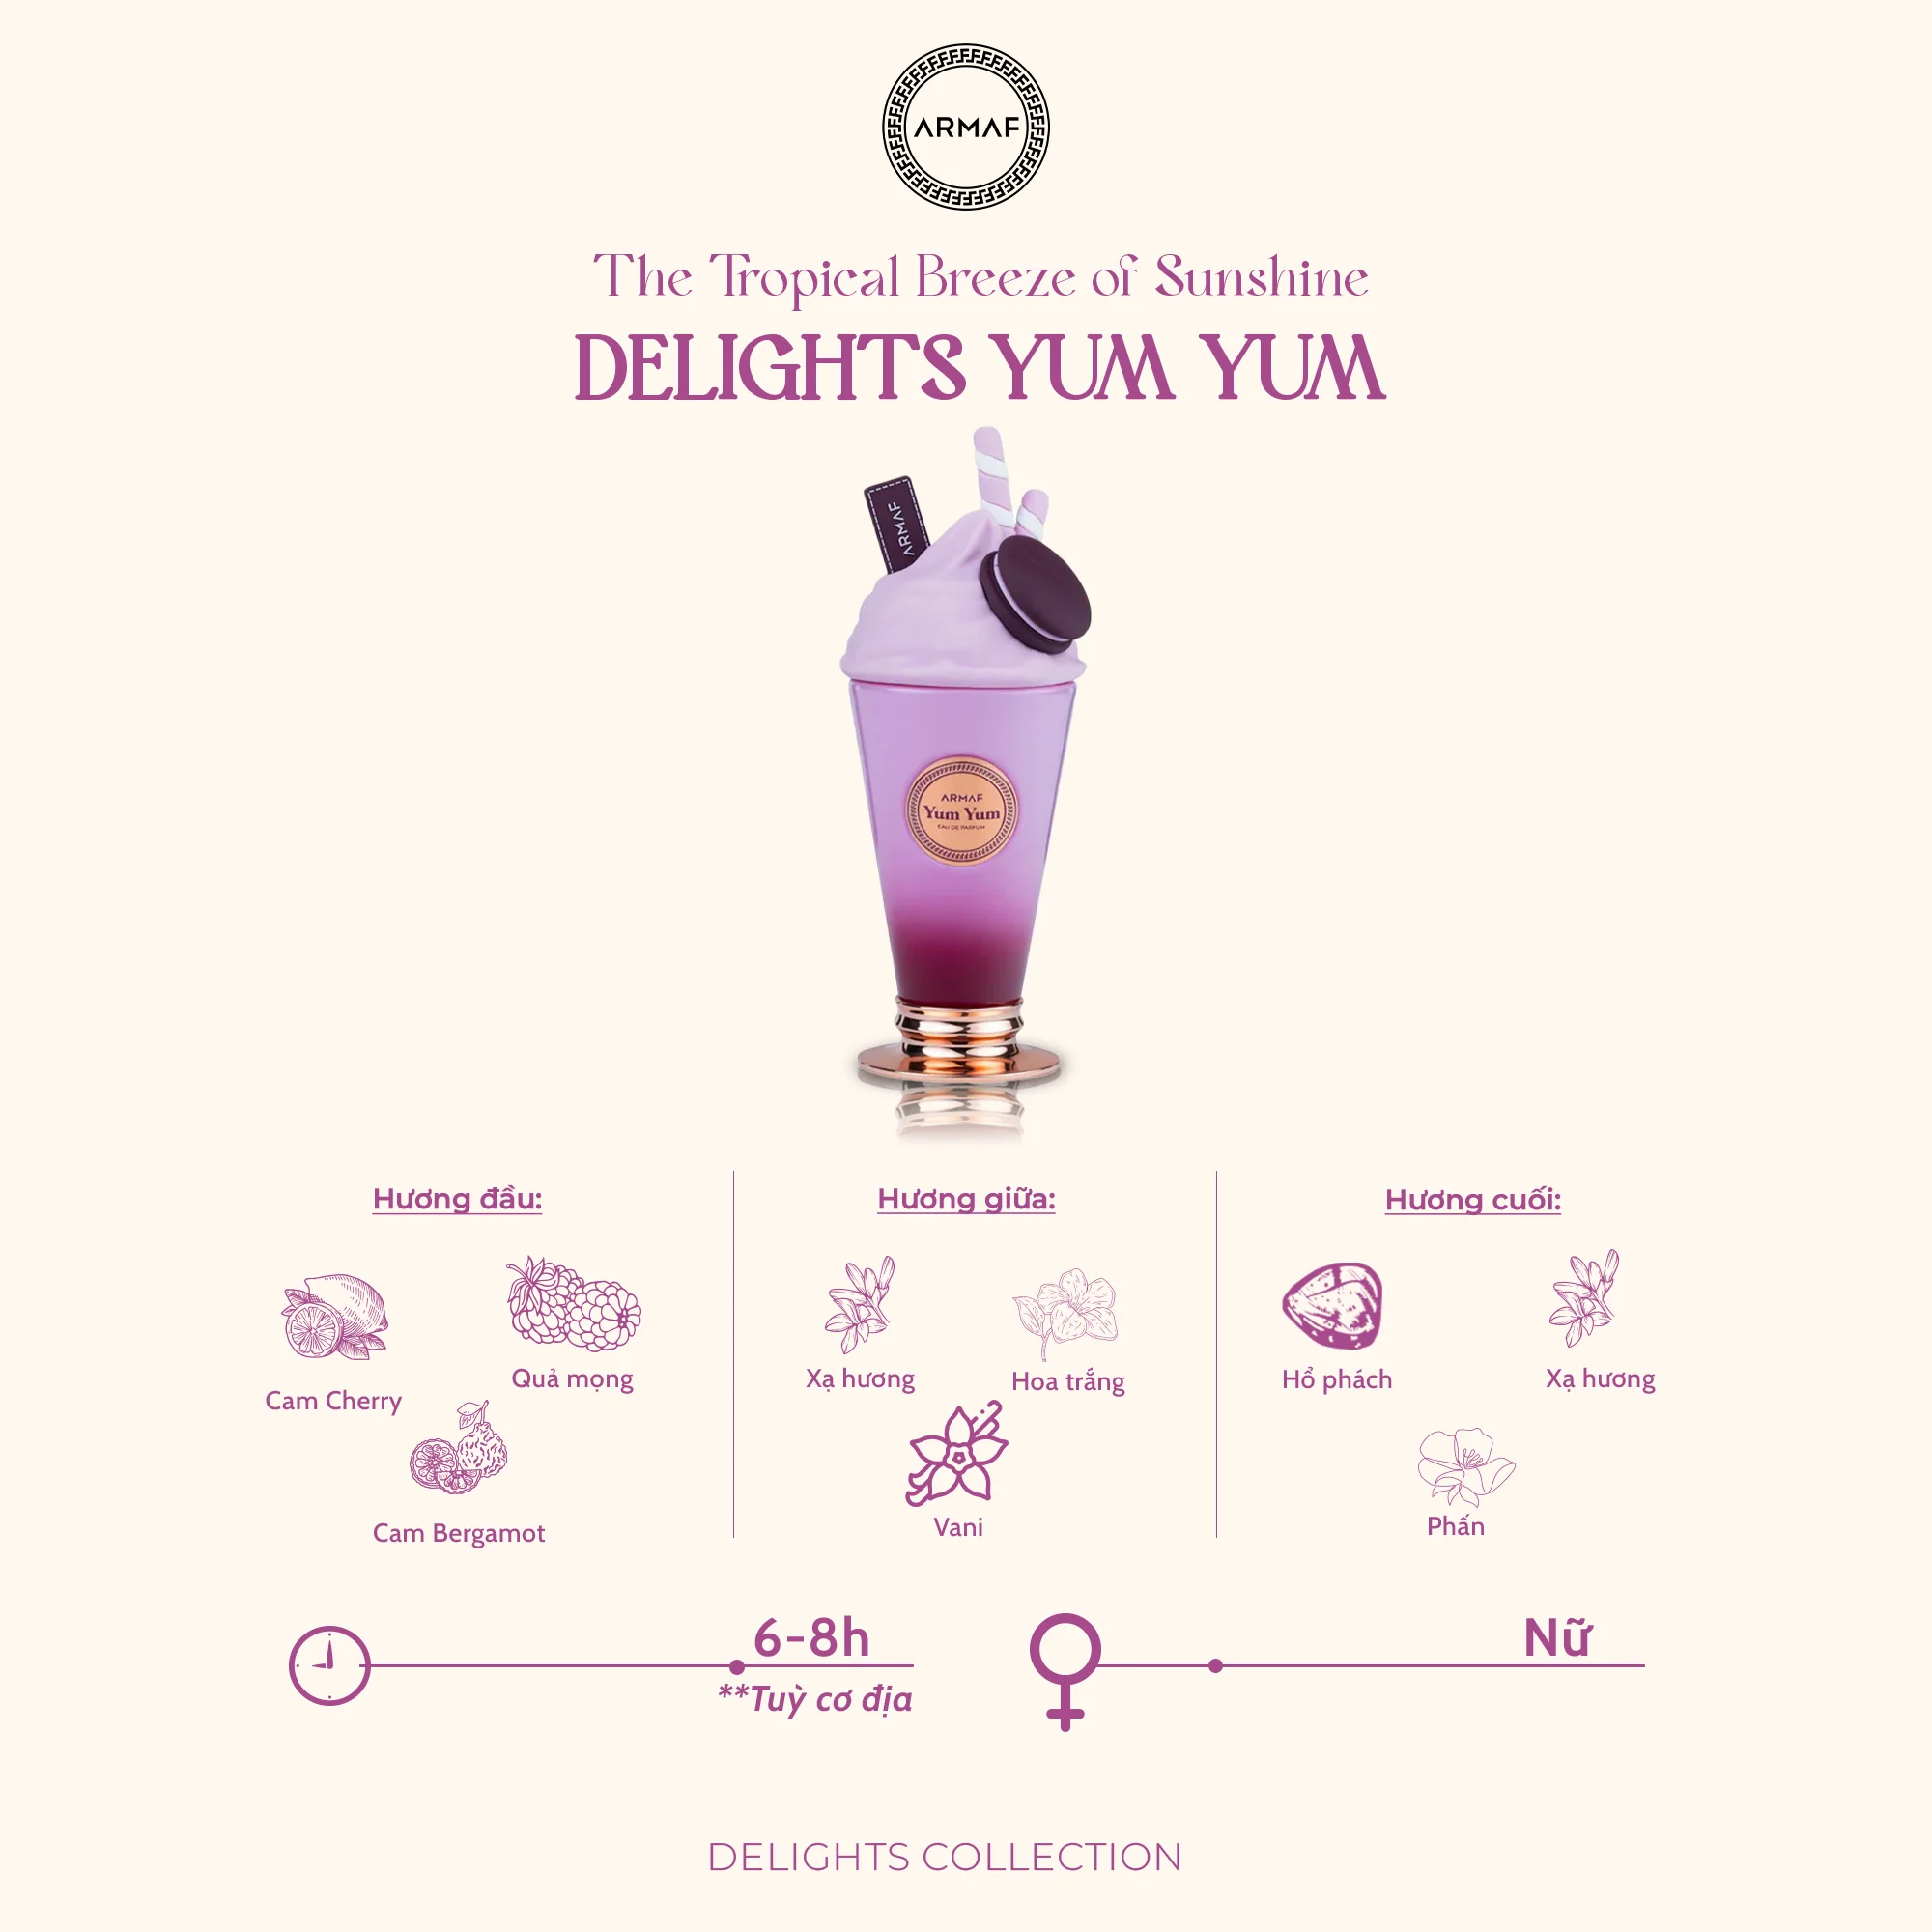 ARMAF
The Tropical Breeze of Sunshine
DELIGHTS YUM YUM
ARMAF
ARMAF
Yum Yum
EAU DE PARFUM
Hương đầu:
Cam Cherry
Quả mọng
Cam Bergamot
Hương giữa:
Xạ hương
Hoa trắng
Vani
Hương cuối:
Hổ phách
Xạ hương
Phấn
6-8h
**Tuỳ cơ địa
Nữ
DELIGHTS COLLECTION